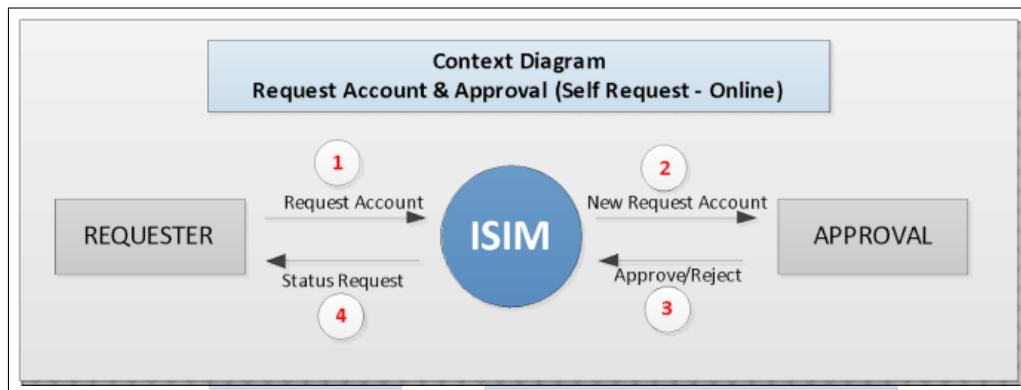 Context Diagram
Request Account & Approval (Self Request - Online)
1
2
Request Account
New Request Account
REQUESTER
ISIM
APPROVAL
Status Request
Approve/Reject
4
3